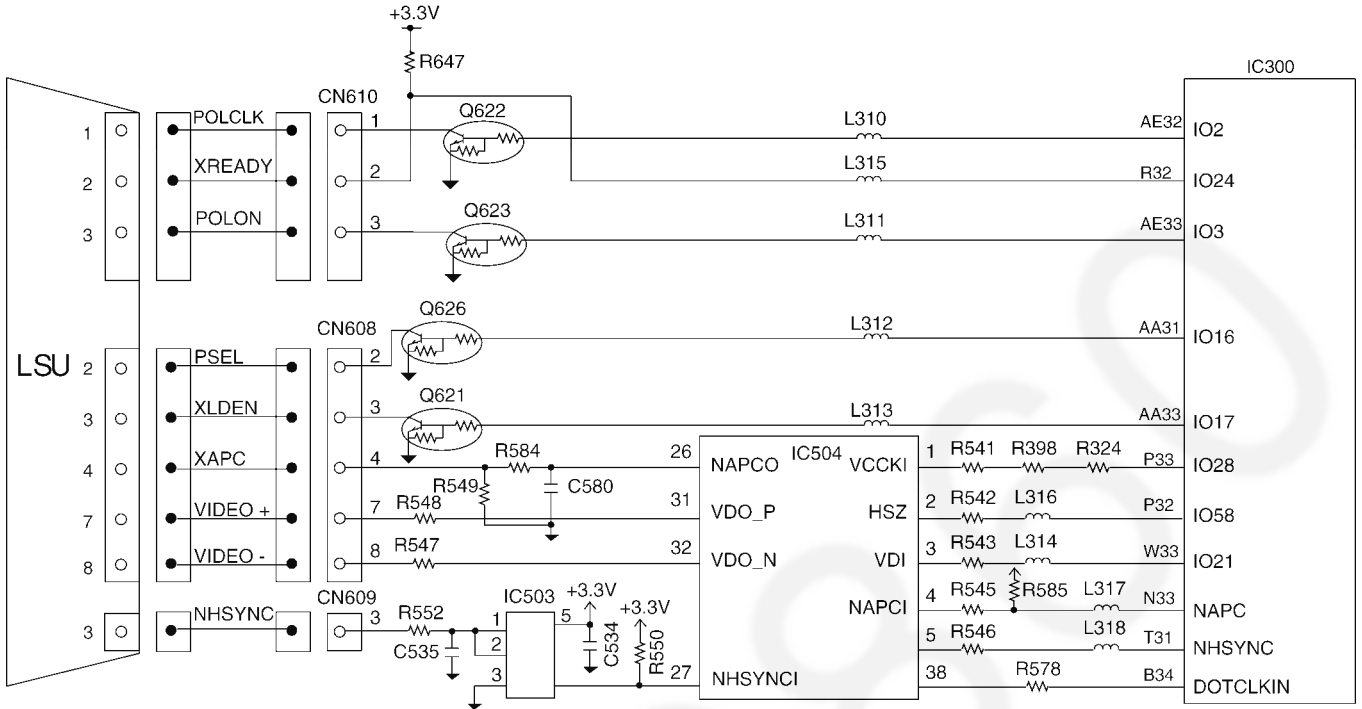 +3.3V
R647
IC300
CN610
POLCLK
1
1
Q622
L310
AE32
IO2
XREADY
2
2
L315
R32
IO24
POLON
3
3
Q623
L311
AE33
IO3
LSU
CN608
Q626
L312
AA31
IO16
PSEL
2
2
XLDEN
3
3
Q621
L313
AA33
IO17
XAPC
4
4
R584
R549
C580
26
NAPCO
IC504
VCCKI
1
R541
R398
R324
P33
IO28
VIDEO +
7
7
R548
31
VDO_P
HSZ
2
R542
L316
P32
IO58
VIDEO -
8
8
R547
32
VDO_N
VDI
3
R543
L314
W33
IO21
NAPCI
4
R545
R585
L317
N33
NAPC
CN609
NHSYNC
3
3
R552
C535
IC503
1
2
3
5
+3.3V
C534
+3.3V
R550
27
NHSYNCI
5
R546
L318
T31
NHSYNC
38
R578
B34
DOTCLKIN